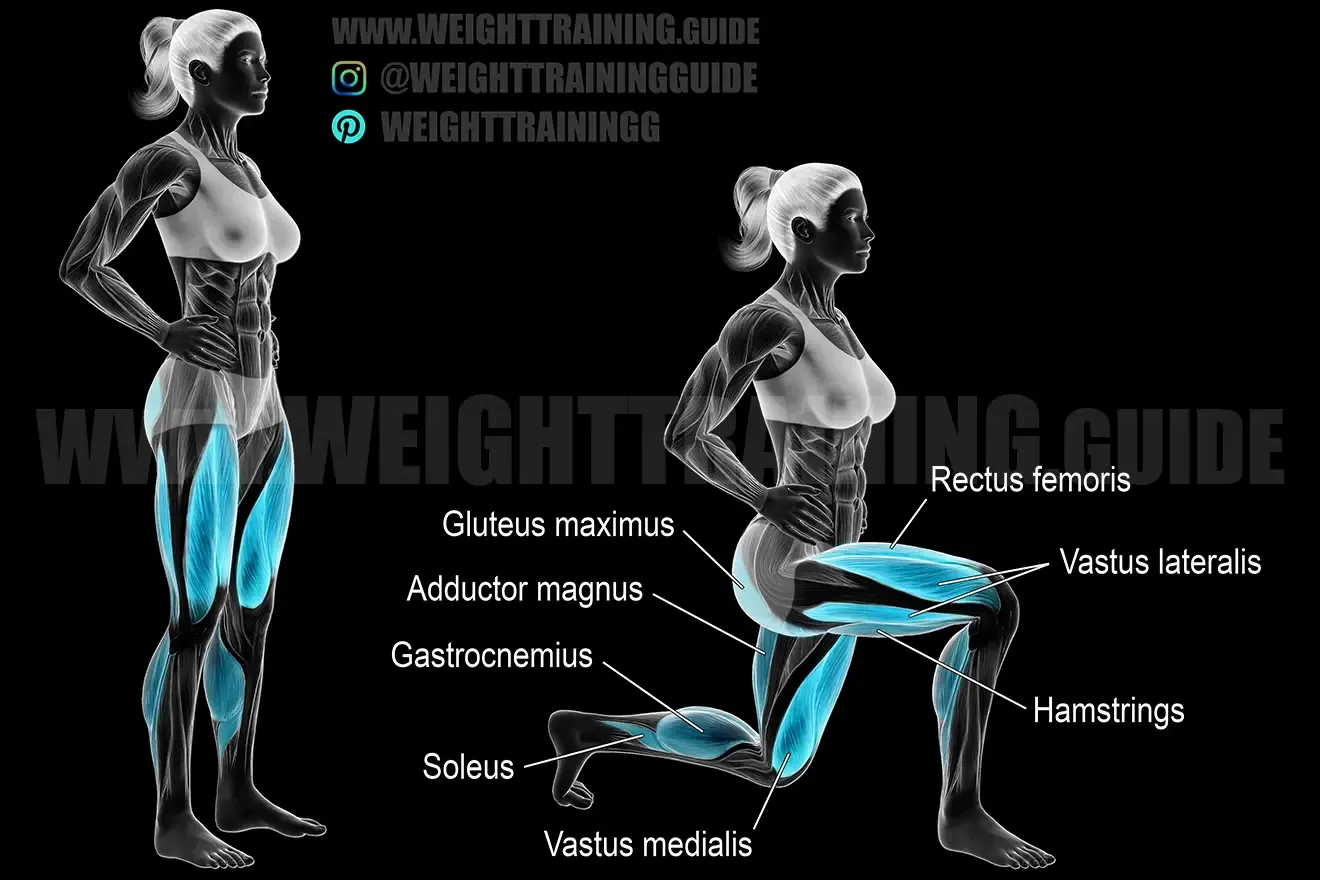 WWW.WEIGHTTRAINING.GUIDE
@WEIGHTTRAININGGUIDE
WEIGHTTRAININGG
WWW.WEIGHTTRAINING.GUIDE
Rectus femoris
Gluteus maximus
Vastus lateralis
Adductor magnus
Gastrocnemius
Hamstrings
Soleus
Vastus medialis